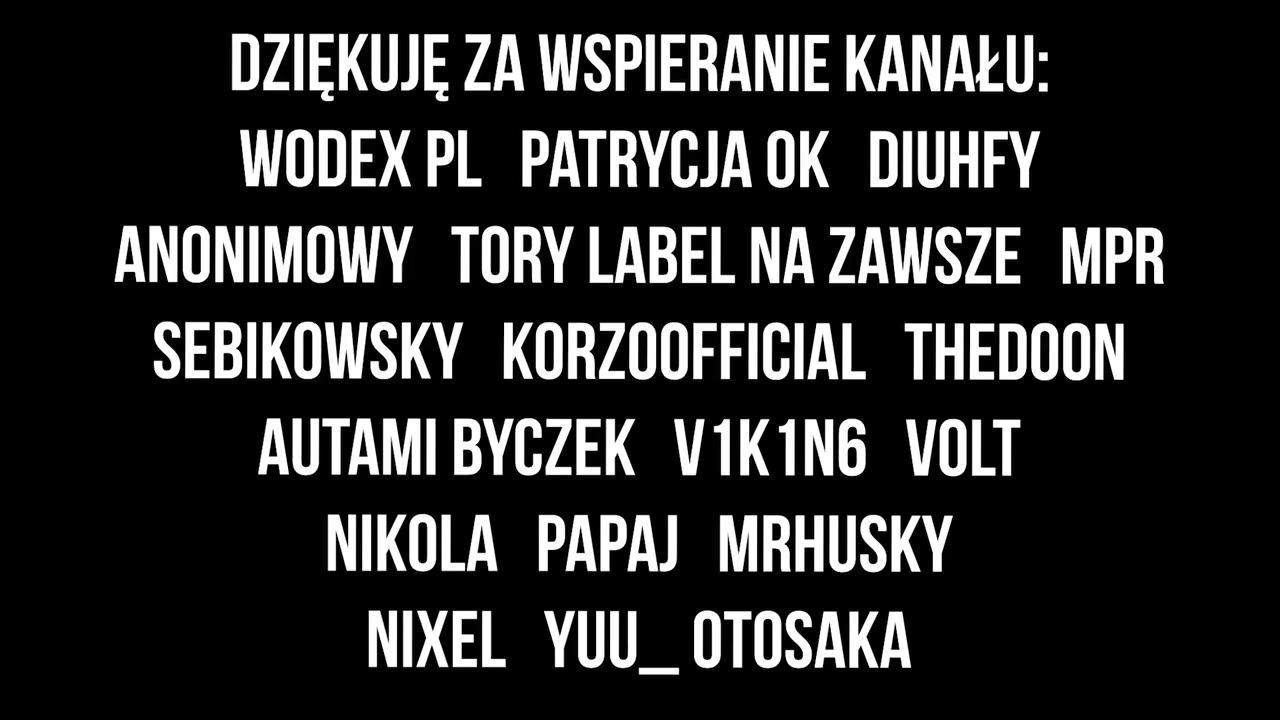 DZIĘKUJĘ ZA WSPIERANIE KANAŁU:
WODEX PL PATRYCJA OK DIUHFY
ANONIMOWY TORY LABEL NA ZAWSZE MPR
SEBIKOWSKY KORZOOFFICIAL THEDOON
AUTAMI BYCZEK V1K1N6 VOLT
NIKOLA PAPAJ MRHUSKY
NIXEL YUU_ OTOSAKA